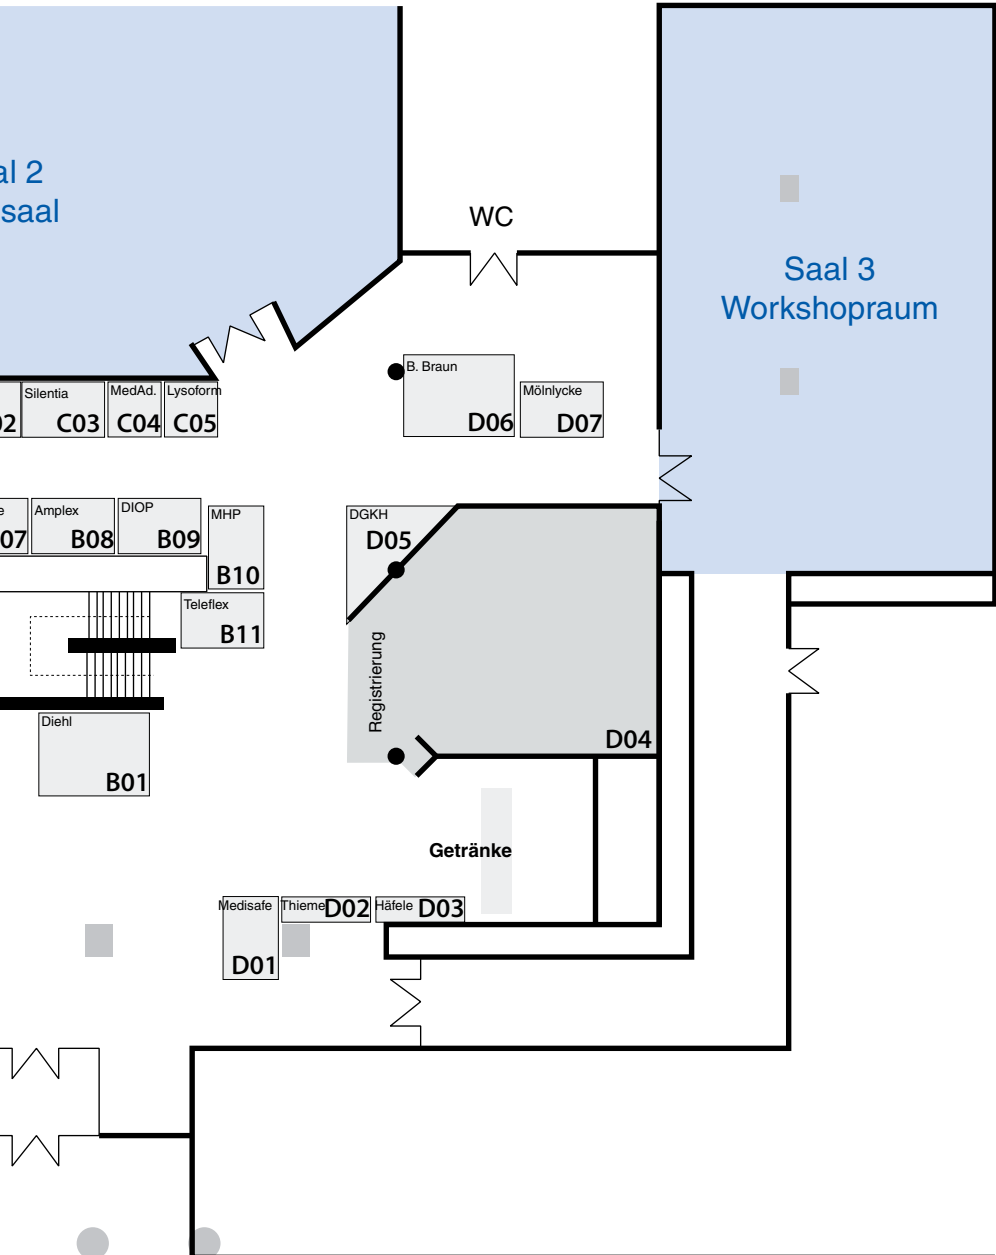 al 2
saal
WC
Saal 3
Workshopraum
B. Braun
D06
Mölnlycke
D07
02
Silentia
C03
MedAd.
C04
Lysoform
C05
e
07
Amplex
B08
DIOP
B09
MHP
B10
DGKH
D05
Teleflex
B11
Registrierung
D04
Diehl
B01
Getränke
Medisafe
D01
Thieme D02
Häfele D03